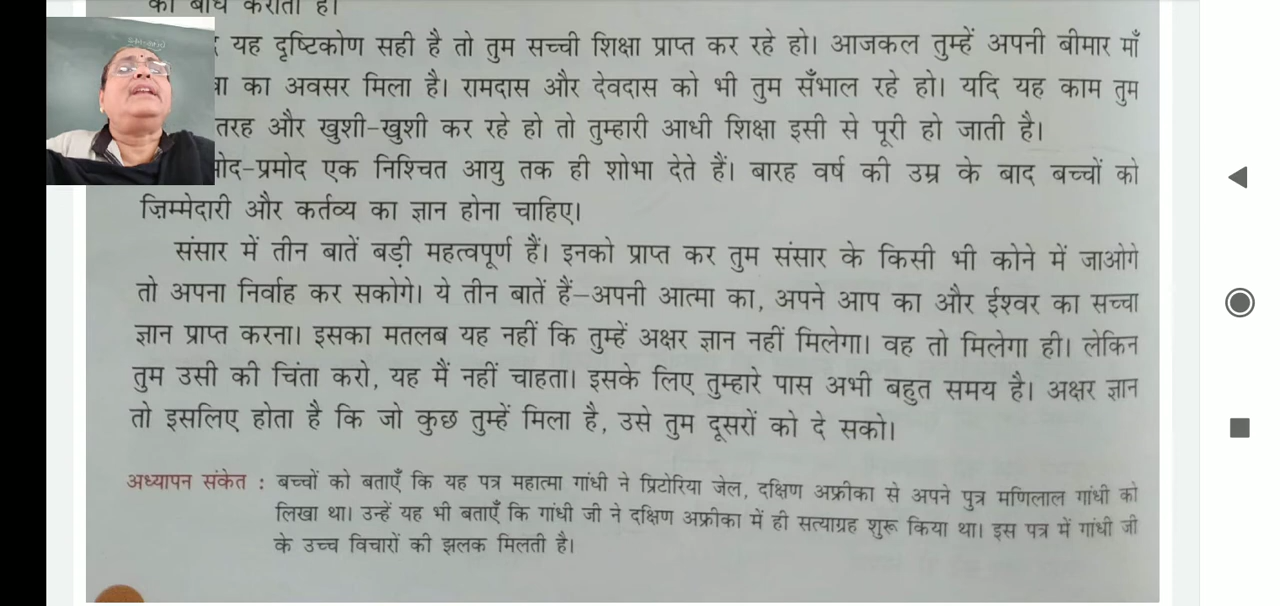 का बोध कराता है।
यह दृष्टिकोण सही है तो तुम सच्ची शिक्षा प्राप्त कर रहे हो। आजकल तुम्हें अपनी बीमार माँ
का अवसर मिला है। रामदास और देवदास को भी तुम सँभाल रहे हो। यदि यह काम तुम
तरह और खुशी-खुशी कर रहे हो तो तुम्हारी आधी शिक्षा इसी से पूरी हो जाती है।
मोद-प्रमोद एक निश्चित आयु तक ही शोभा देते हैं। बारह वर्ष की उम्र के बाद बच्चों को
ज़िम्मेदारी और कर्तव्य का ज्ञान होना चाहिए।
संसार में तीन बातें बड़ी महत्वपूर्ण हैं। इनको प्राप्त कर तुम संसार के किसी भी कोने में जाओगे
तो अपना निर्वाह कर सकोगे। ये तीन बातें हैं–अपनी आत्मा का, अपने आप का और ईश्वर का सच्चा
ज्ञान प्राप्त करना। इसका मतलब यह नहीं कि तुम्हें अक्षर ज्ञान नहीं मिलेगा। वह तो मिलेगा ही। लेकिन
तुम उसी की चिंता करो, यह मैं नहीं चाहता। इसके लिए तुम्हारे पास अभी बहुत समय है। अक्षर ज्ञान
तो इसलिए होता है कि जो कुछ तुम्हें मिला है, उसे तुम दूसरों को दे सको।
अध्यापन संकेत : बच्चों को बताएँ कि यह पत्र महात्मा गांधी ने प्रिटोरिया जेल, दक्षिण अफ्रीका से अपने पुत्र मणिलाल गांधी को
लिखा था। उन्हें यह भी बताएँ कि गांधी जी ने दक्षिण अफ्रीका में ही सत्याग्रह शुरू किया था। इस पत्र में गांधी जी
के उच्च विचारों की झलक मिलती है।